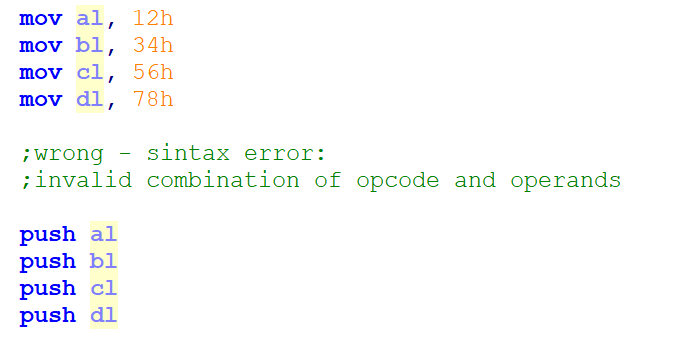 mov al, 12h
mov bl, 34h
mov cl, 56h
mov dl, 78h
;wrong - sintax error:
;invalid combination of opcode and operands
push al
push bl
push cl
push dl